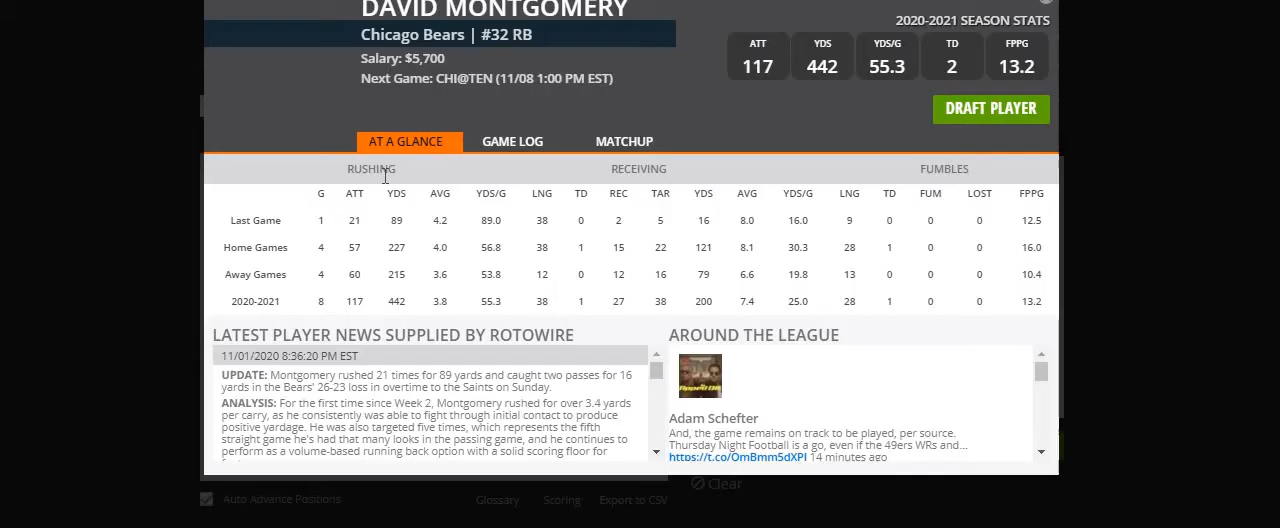 DAVID MONTGOMERY
Chicago Bears | #32 RB
Salary: $5,700
Next Game: CHI@TEN (11/08 1:00 PM EST)
2020-2021 SEASON STATS
ATT YDS YDS/G TD FPPG
117 442 55.3 2 13.2
DRAFT PLAYER
AT A GLANCE GAME LOG MATCHUP
RUSHING RECEIVING FUMBLES
G ATT YDS AVG YDS/G LNG TD REC TAR YDS AVG YDS/G LNG TD FUM LOST FPPG
Last Game 1 21 89 4.2 89.0 38 0 2 5 16 8.0 16.0 9 0 0 0 12.5
Home Games 4 57 227 4.0 56.8 38 1 15 22 121 8.1 30.3 28 1 0 0 16.0
Away Games 4 60 215 3.6 53.8 12 0 12 16 79 6.6 19.8 13 0 0 0 10.4
2020-2021 8 117 442 3.8 55.3 38 1 27 38 200 7.4 25.0 28 1 0 0 13.2
LATEST PLAYER NEWS SUPPLIED BY ROTOWIRE
11/01/2020 8:36:20 PM EST
UPDATE: Montgomery rushed 21 times for 89 yards and caught two passes for 16
yards in the Bears' 26-23 loss in overtime to the Saints on Sunday.
ANALYSIS: For the first time since Week 2, Montgomery rushed for over 3.4 yards
per carry, as he consistently was able to fight through initial contact to produce
positive yardage. He was also targeted five times, which represents the fifth
straight game he's had that many looks in the passing game, and he continues to
perform as a volume-based running back option with a solid scoring floor for
AROUND THE LEAGUE
Adam Schefter
And, the game remains on track to be played, per source.
Thursday Night Football is a go, even if the 49ers WRs and...
https://t.co/OmBmm5dXPI 14 minutes ago
Clear
Auto Advance Positions Glossary Scoring Export to CSV